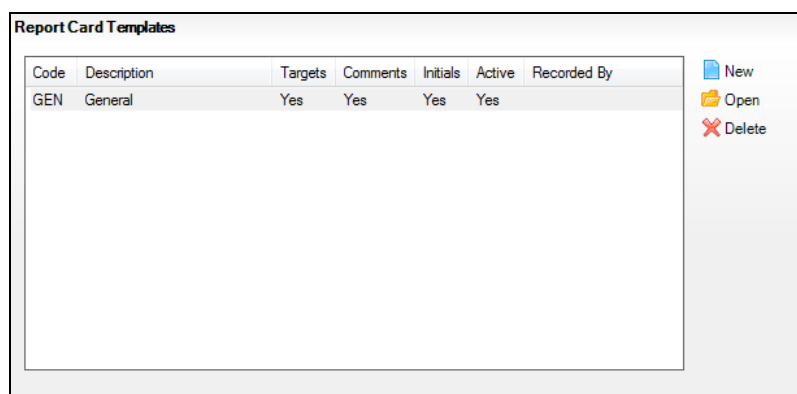 Report Card Templates
Code Description Targets Comments Initials Active Recorded By
GEN General Yes Yes Yes Yes
New
Open
Delete